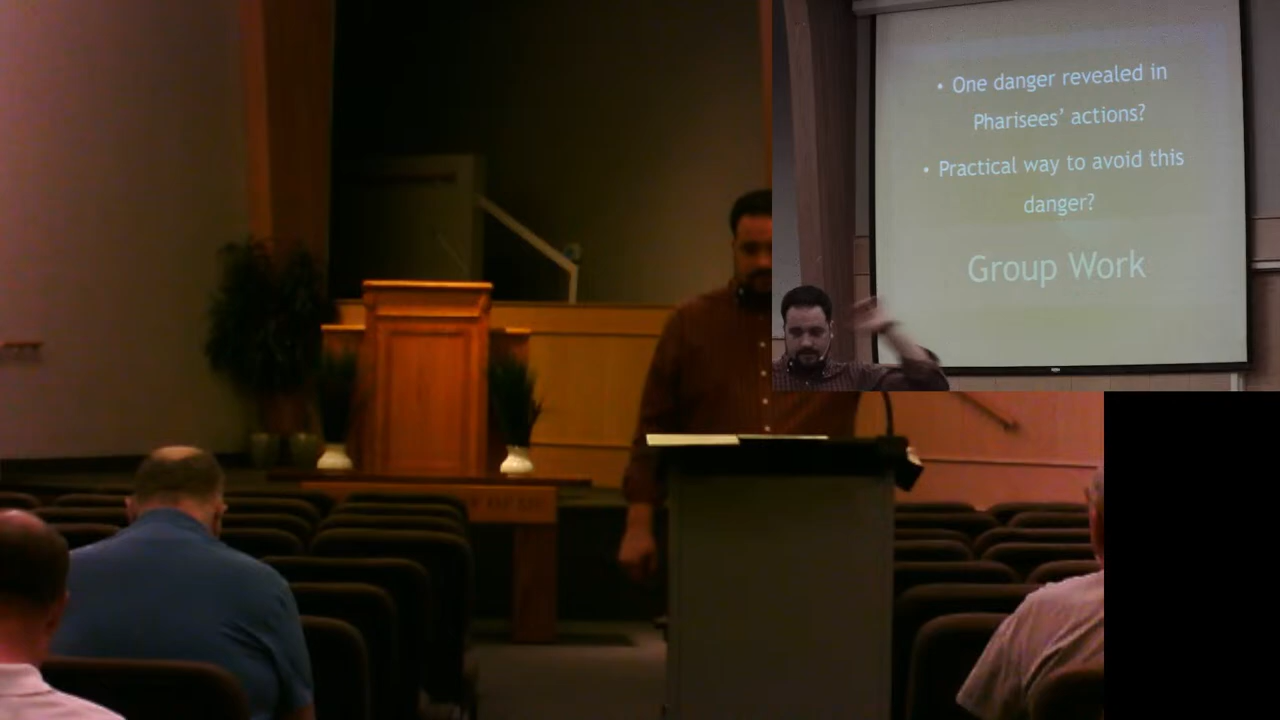 • One danger revealed in
Pharisees' actions?
• Practical way to avoid this
danger?
Group Work